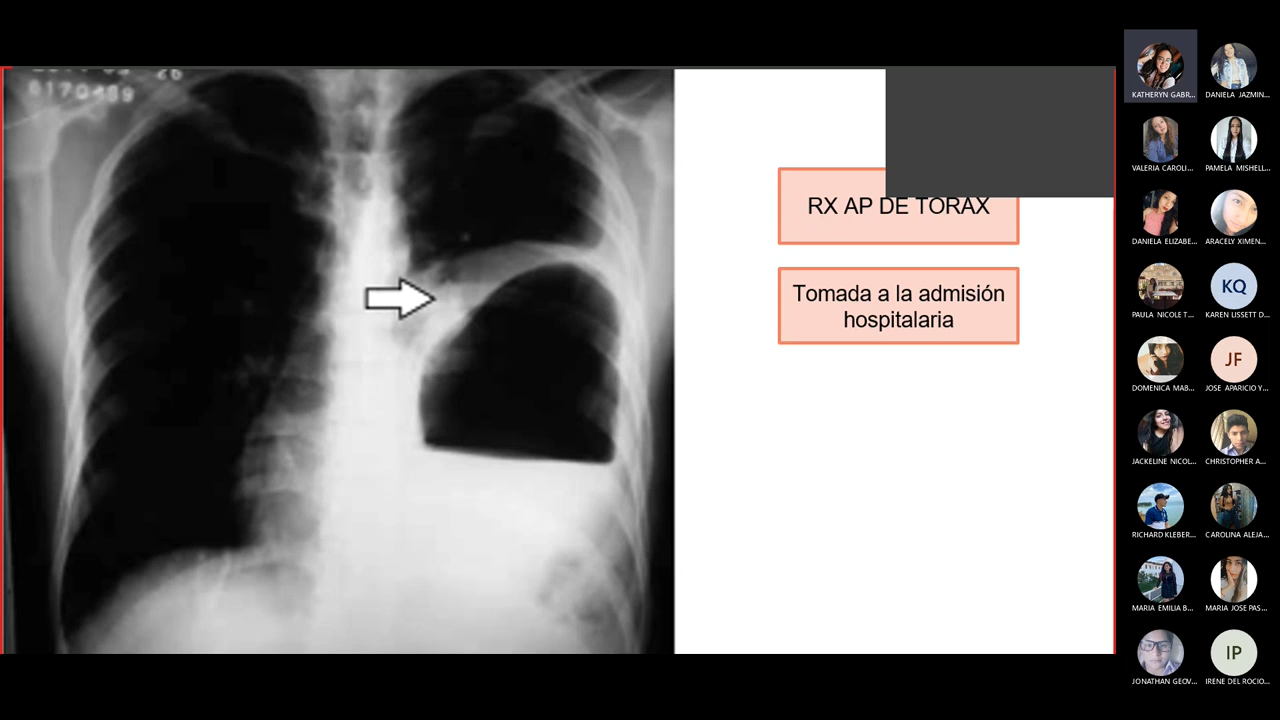 8170489
RX AP DE TORAX
Tomada a la admisión
hospitalaria
KATHERYN GABR...
DANIELA JAZMIN...
VALERIA CAROLI...
PAMELA MISHELL...
DANIELA ELIZABE...
ARACELY XIMEN...
PAULA NICOLE T...
KQ
KAREN LISSETT D...
DOMENICA MAB...
JF
JOSE APARICIO Y...
JACKELINE NICOL...
CHRISTOPHER A...
RICHARD KLEBER...
CAROLINA ALEJA...
MARIA EMILIA B...
MARIA JOSE PAS...
JONATHAN GEOV...
IP
IRENE DEL ROCIO...